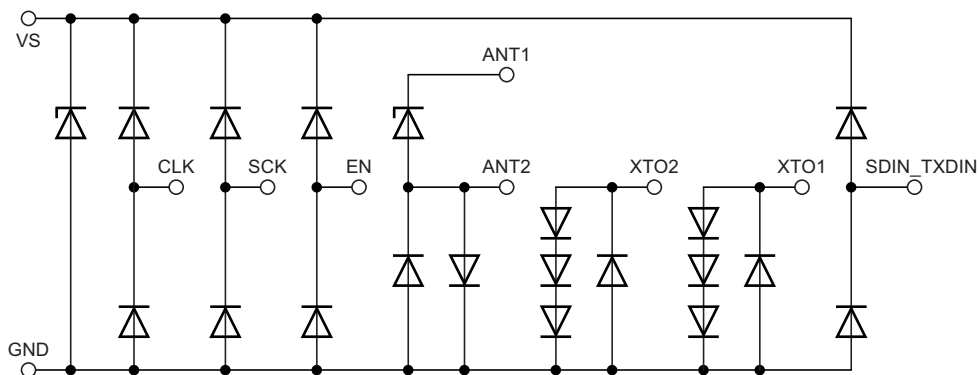 VS
ANT1
CLK
SCK
EN
ANT2
XTO2
XTO1
SDIN_TXDIN
GND